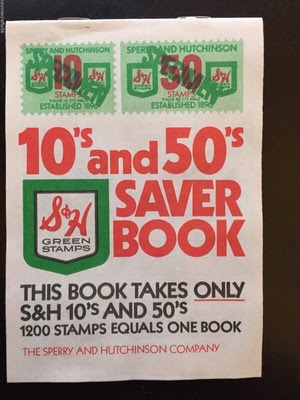 SPERRY AND HUTCHINSON
S&H 10 S&H
STAMPS
ESTABLISHED 1896
SPERRY AND HUTCHINSON
S&H 50 S&H
STAMPS
ESTABLISHED 1896
10's and 50's
SAVER
BOOK
S&H
GREEN
STAMPS
THIS BOOK TAKES ONLY
S&H 10'S AND 50'S
1200 STAMPS EQUALS ONE BOOK
THE SPERRY AND HUTCHINSON COMPANY